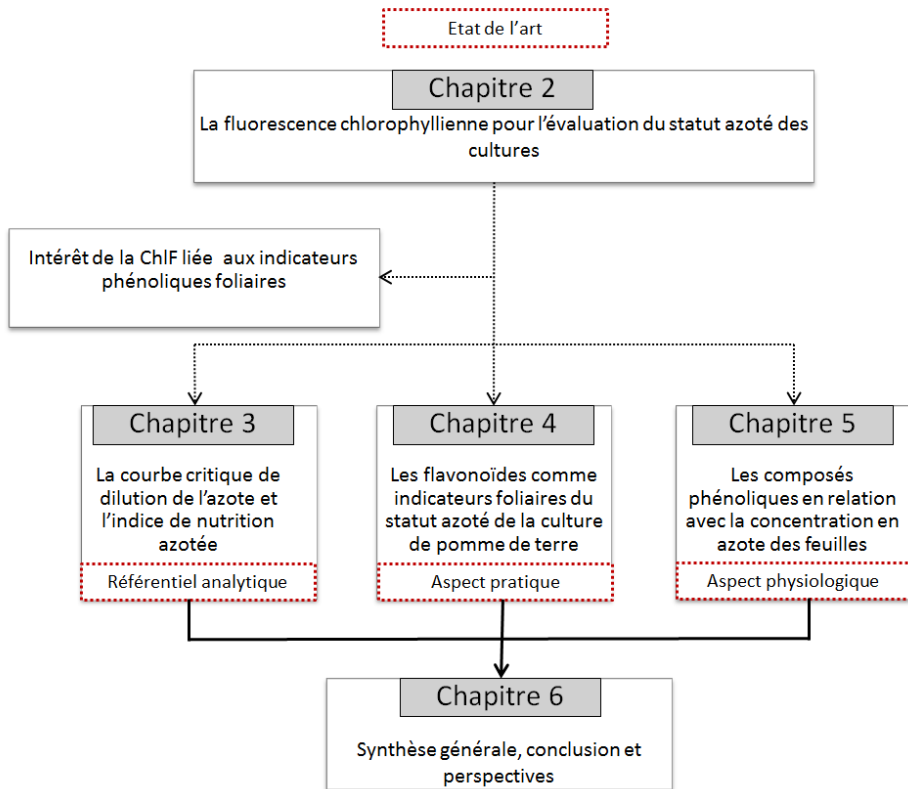 Etat de l'art
Chapitre 2
La fluorescence chlorophyllienne pour l'évaluation du statut azoté des
cultures
Intérêt de la ChlF liée aux indicateurs
phénoliques foliaires
Chapitre 3
La courbe critique de
dilution de l'azote et
l'indice de nutrition
azotée
Référentiel analytique
Chapitre 4
Les flavonoïdes comme
indicateurs foliaires du
statut azoté de la culture
de pomme de terre
Aspect pratique
Chapitre 5
Les composés
phénoliques en relation
avec la concentration en
azote des feuilles
Aspect physiologique
Chapitre 6
Synthèse générale, conclusion et
perspectives